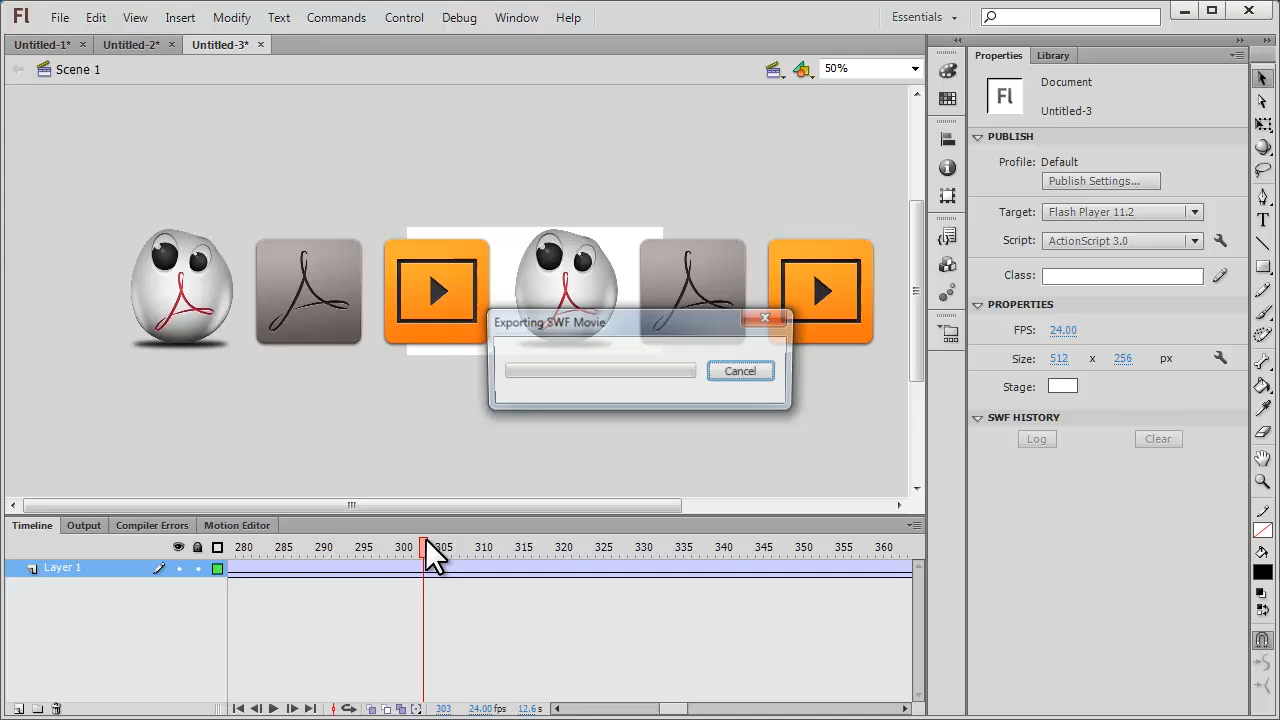 Fl File Edit View Insert Modify Text Commands Control Debug Window Help Essentials
Untitled-1* × Untitled-2* × Untitled-3* ×
Scene 1 50%
Properties Library
Fl Document
Untitled-3
PUBLISH
Profile: Default
Publish Settings...
Target: Flash Player 11.2
Script: ActionScript 3.0
Class:
PROPERTIES
FPS: 24.00
Size: 512 x 256 px
Stage:
SWF HISTORY
Log Clear
Exporting SWF Movie
Cancel
Timeline Output Compiler Errors Motion Editor
280 285 290 295 300 305 310 315 320 325 330 335 340 345 350 355 360
Layer 1
303 24.00fps 12.6s